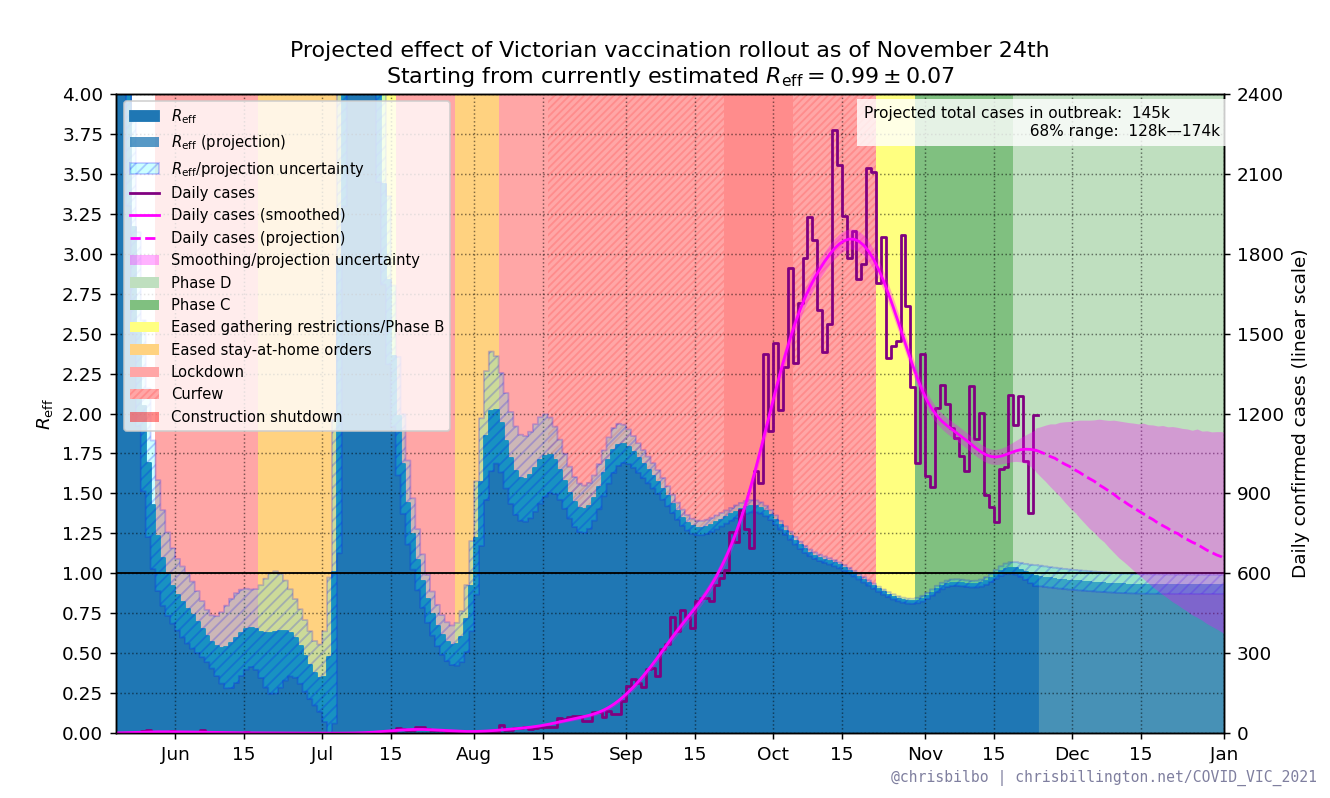 Projected effect of Victorian vaccination rollout as of November 24th
Starting from currently estimated R_eff = 0.99 ± 0.07
4.00
3.75
3.50
3.25
3.00
2.75
2.50
2.25
2.00
1.75
1.50
1.25
1.00
0.75
0.50
0.25
0.00
R_eff
R_eff
R_eff (projection)
R_eff/projection uncertainty
Daily cases
Daily cases (smoothed)
Daily cases (projection)
Smoothing/projection uncertainty
Phase D
Phase C
Eased gathering restrictions/Phase B
Eased stay-at-home orders
Lockdown
Curfew
Construction shutdown
Projected total cases in outbreak: 145k
68% range: 128k—174k
2400
2100
1800
1500
1200
900
600
300
0
Daily confirmed cases (linear scale)
Jun 15 Jul 15 Aug 15 Sep 15 Oct 15 Nov 15 Dec 15 Jan
@chrisbilbo | chrisbillington.net/COVID_VIC_2021